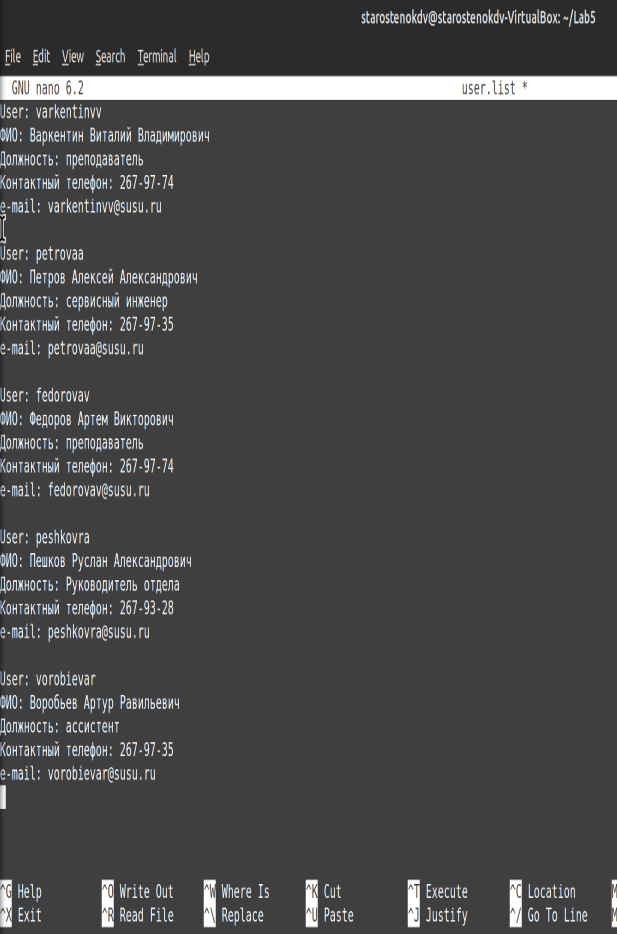 starostenokdv@starostenokdv-VirtualBox: ~/Lab5
File Edit View Search Terminal Help
GNU nano 6.2 user.list *
User: varkentinvv
ФИО: Варкентин Виталий Владимирович
Должность: преподаватель
Контактный телефон: 267-97-74
e-mail: varkentinvv@susu.ru
User: petrovaa
ФИО: Петров Алексей Александрович
Должность: сервисный инженер
Контактный телефон: 267-97-35
e-mail: petrovaa@susu.ru
User: fedorovav
ФИО: Федоров Артем Викторович
Должность: преподаватель
Контактный телефон: 267-97-74
e-mail: fedorovav@susu.ru
User: peshkovra
ФИО: Пешков Руслан Александрович
Должность: Руководитель отдела
Контактный телефон: 267-93-28
e-mail: peshkovra@susu.ru
User: vorobievar
ФИО: Воробьев Артур Равильевич
Должность: ассистент
Контактный телефон: 267-97-35
e-mail: vorobievar@susu.ru
^G Help ^O Write Out ^W Where Is ^K Cut ^T Execute ^C Location M
^X Exit ^R Read File ^\ Replace ^U Paste ^J Justify ^/ Go To Line M